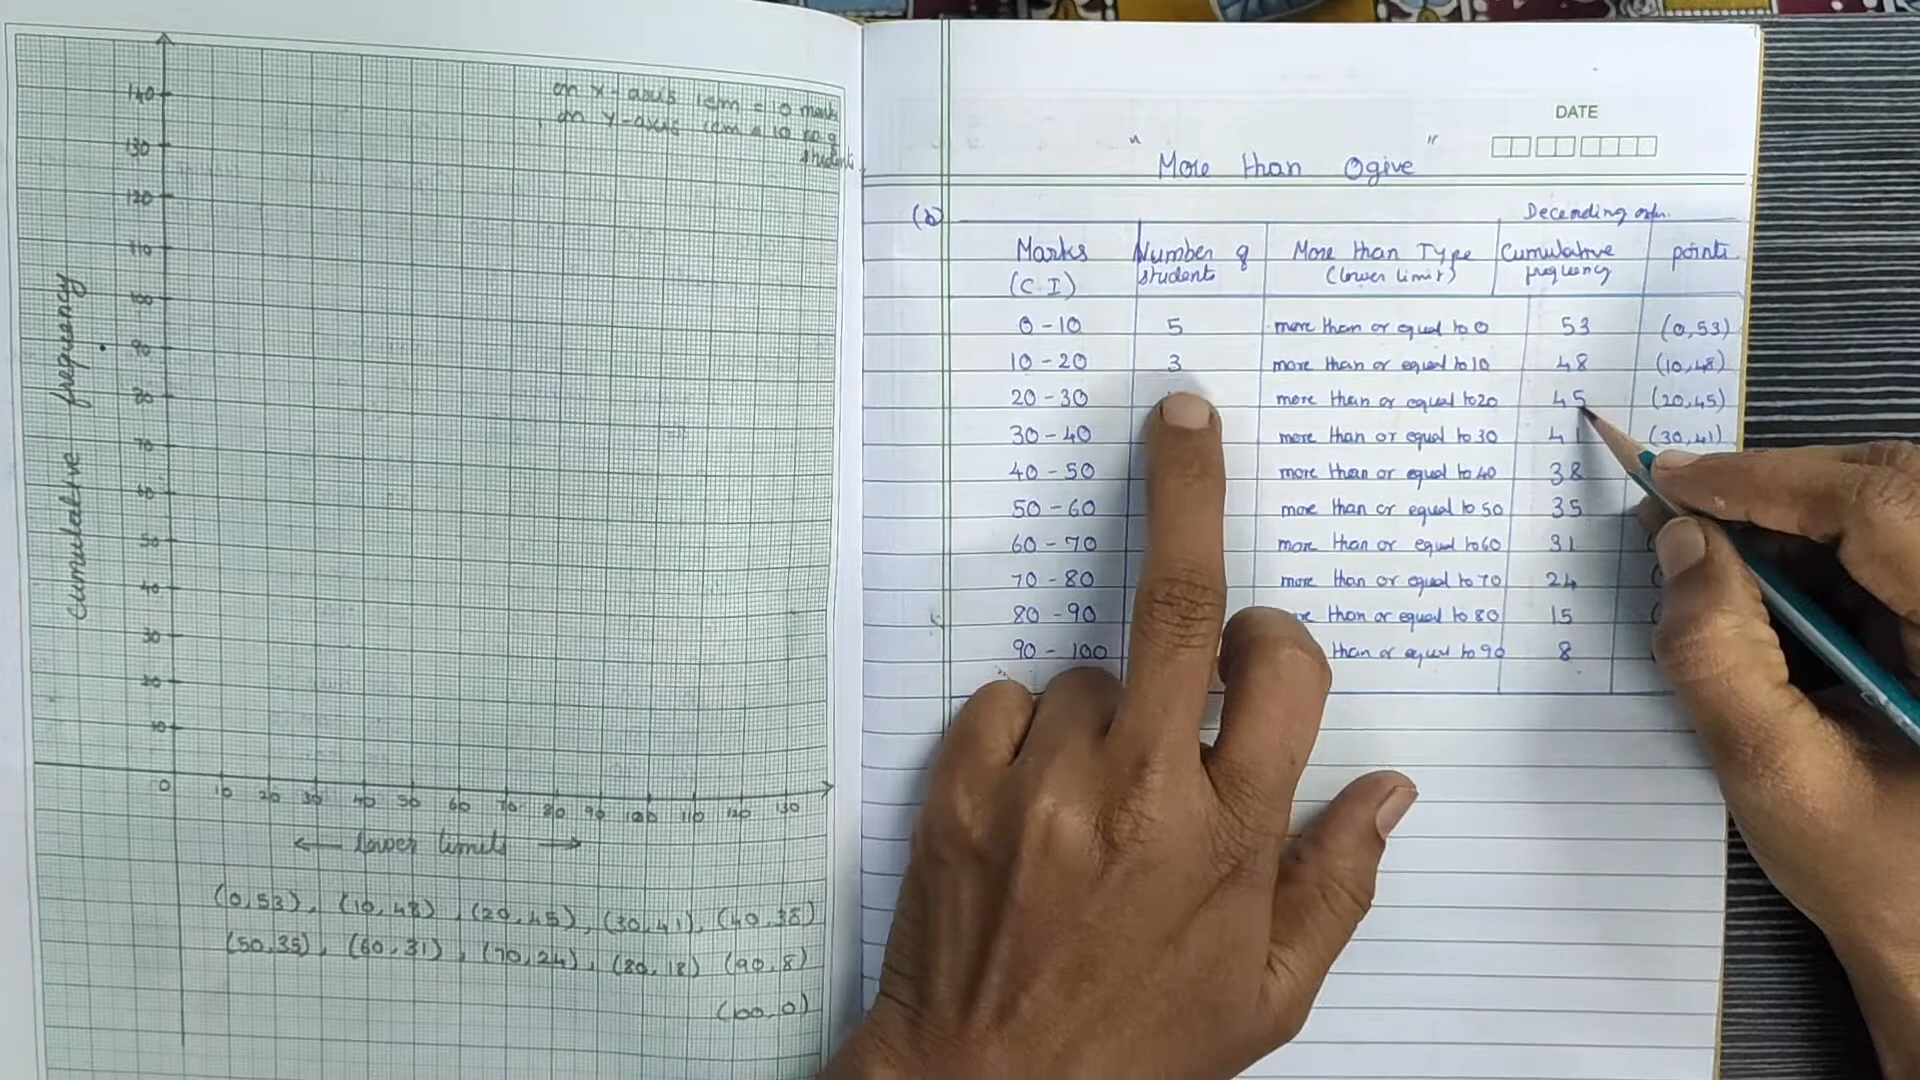 140
on x-axis 1cm = 10 marks
on y-axis 1cm = 10 no of
students
130
120
110
100
90
80
70
60
50
40
30
20
10
cumulative frequency
0 10 20 30 40 50 60 70 80 90 100 110 120 130
← lower limits →
(0,53), (10,48), (20,45), (30,41), (40,38)
(50,35), (60,31), (70,24), (80,18) (90,8)
(100,0)
DATE
"More than Ogive"
(b)
Decending odr.
Marks (C I) Number of students More than Type (lower limit) Cumulative frequency points
0-10 5 more than or equal to 0 53 (0,53)
10-20 3 more than or equal to 10 48 (10,48)
20-30 more than or equal to 20 45 (20,45)
30-40 more than or equal to 30 41 (30,41)
40-50 more than or equal to 40 38
50-60 more than or equal to 50 35
60-70 more than or equal to 60 31
70-80 more than or equal to 70 24
80-90 than or equal to 80 15
90-100 than or equal to 90 8